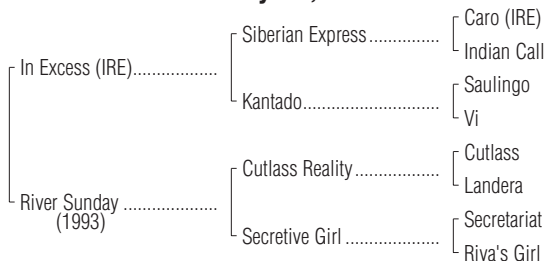 Caro (IRE)
Siberian Express...............
Indian Call
In Excess (IRE)..................
Saulingo
Kantado.............................
Vi
Cutlass
Cutlass Reality..................
Landera
River Sunday ....................
(1993)
Secretariat
Secretive Girl ....................
Riva's Girl